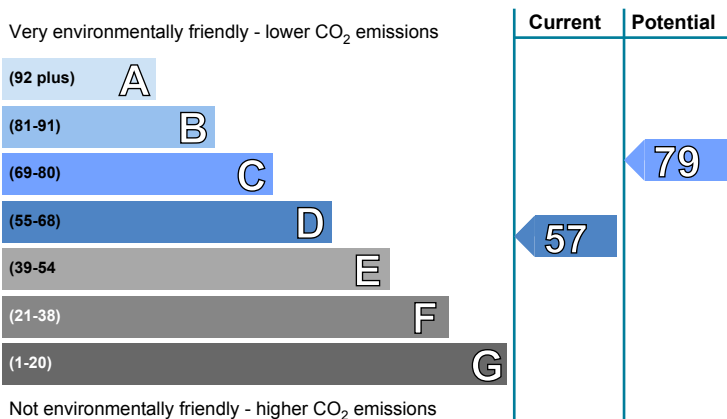 Very environmentally friendly - lower CO2 emissions
Current
Potential
(92 plus) A
(81-91) B
(69-80) C
79
(55-68) D
57
(39-54 E
(21-38) F
(1-20) G
Not environmentally friendly - higher CO2 emissions